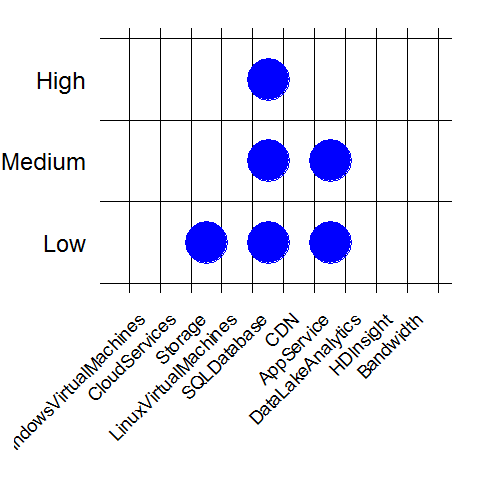 High
Medium
Low
ndowsVirtualMachines
CloudServices
Storage
LinuxVirtualMachines
SQLDatabase
CDN
AppService
DataLakeAnalytics
HDInsight
Bandwidth